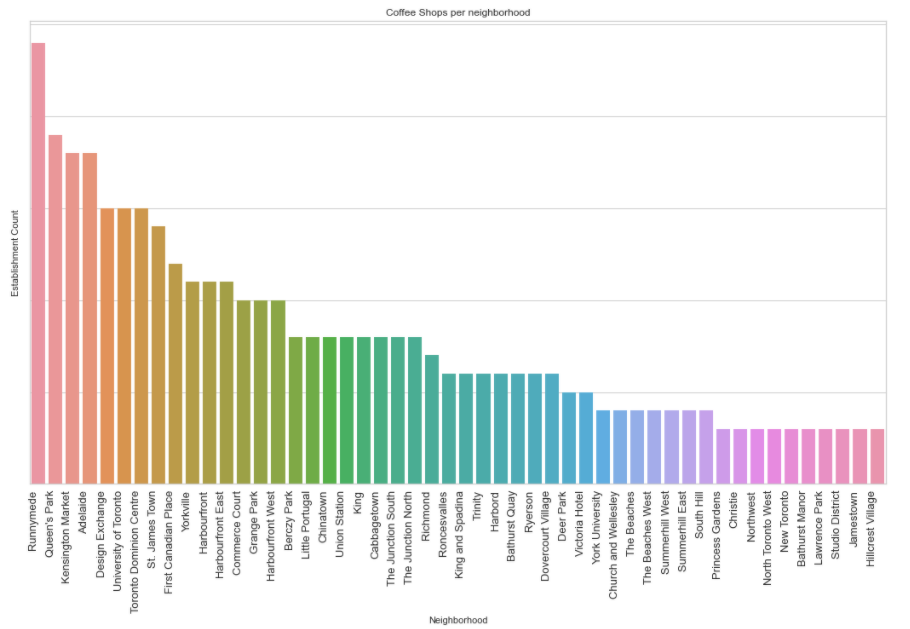 Coffee Shops per neighborhood
Establishment Count
Runnymede
Queen's Park
Kensington Market
Adelaide
Design Exchange
University of Toronto
Toronto Dominion Centre
St. James Town
First Canadian Place
Yorkville
Harbourfront
Harbourfront East
Commerce Court
Grange Park
Harbourfront West
Berczy Park
Little Portugal
Chinatown
Union Station
King
Cabbagetown
The Junction South
The Junction North
Richmond
Roncesvalles
King and Spadina
Trinity
Harbord
Bathurst Quay
Ryerson
Dovercourt Village
Deer Park
Victoria Hotel
York University
Church and Wellesley
The Beaches
The Beaches West
Summerhill West
Summerhill East
South Hill
Princess Gardens
Christie
Northwest
North Toronto West
New Toronto
Bathurst Manor
Lawrence Park
Studio District
Jamestown
Hillcrest Village
Neighborhood